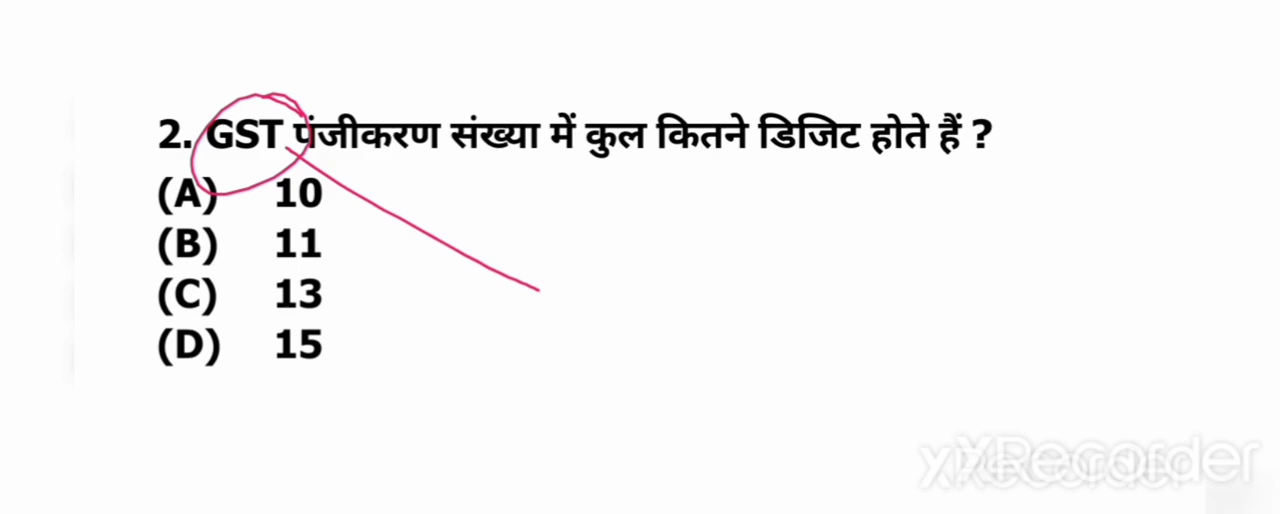 2. GST पंजीकरण संख्या में कुल कितने डिजिट होते हैं ?
(A) 10
(B) 11
(C) 13
(D) 15
XRecorder